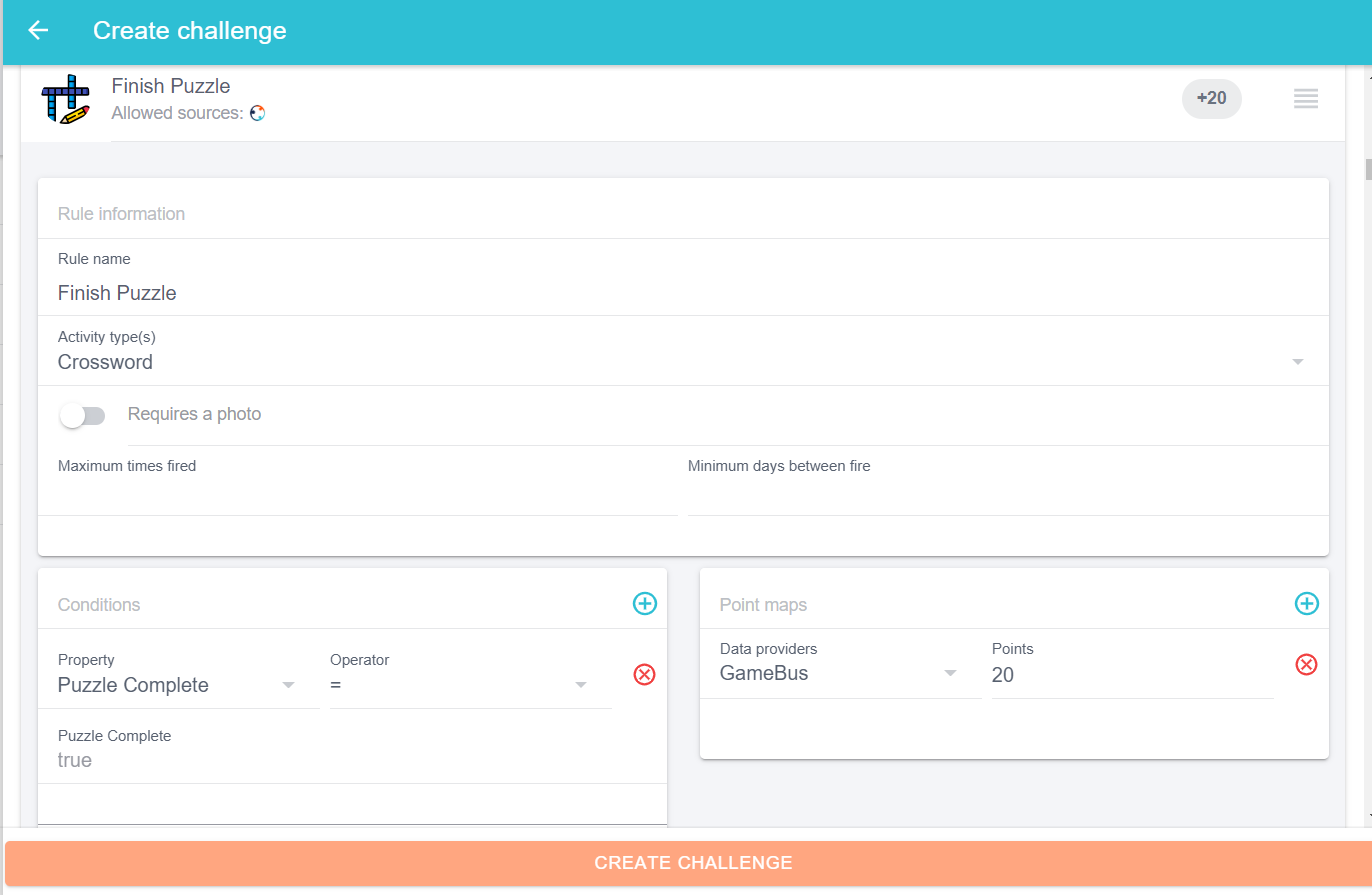 Create challenge
Finish Puzzle
Allowed sources:
+20
Rule information
Rule name
Finish Puzzle
Activity type(s)
Crossword
Requires a photo
Maximum times fired Minimum days between fire
Conditions
Property Operator
Puzzle Complete =
Puzzle Complete
true
Point maps
Data providers Points
GameBus 20
CREATE CHALLENGE